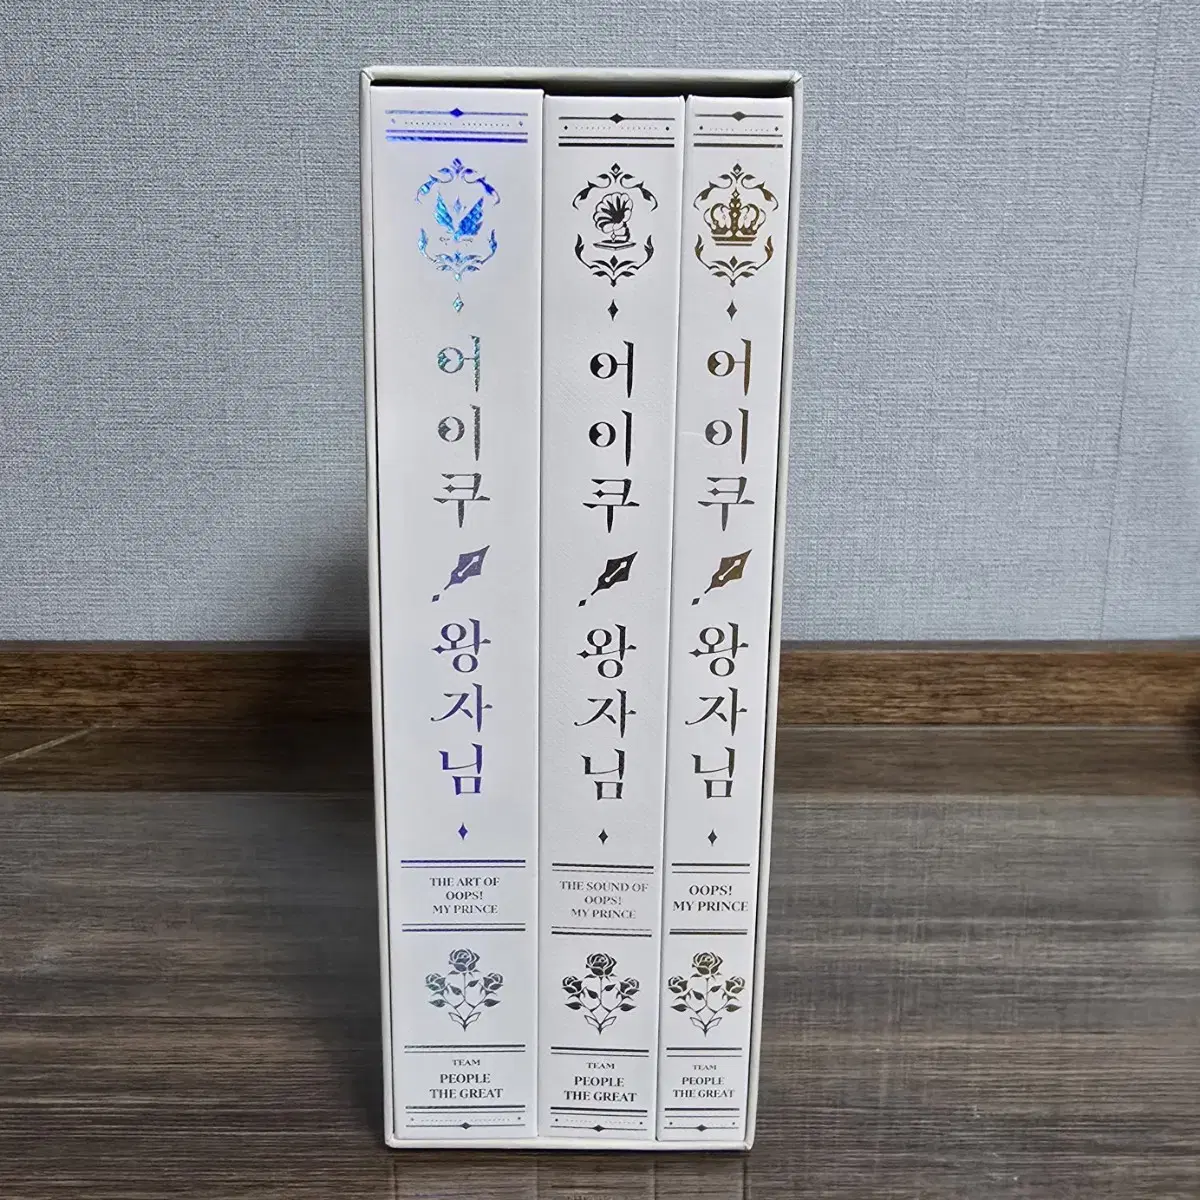 어이쿠
왕자님
THE ART OF
OOPS!
MY PRINCE
TEAM
PEOPLE
THE GREAT
어이쿠
왕자님
THE SOUND OF
OOPS!
MY PRINCE
TEAM
PEOPLE
THE GREAT
어이쿠
왕자님
OOPS!
MY PRINCE
TEAM
PEOPLE
THE GREAT